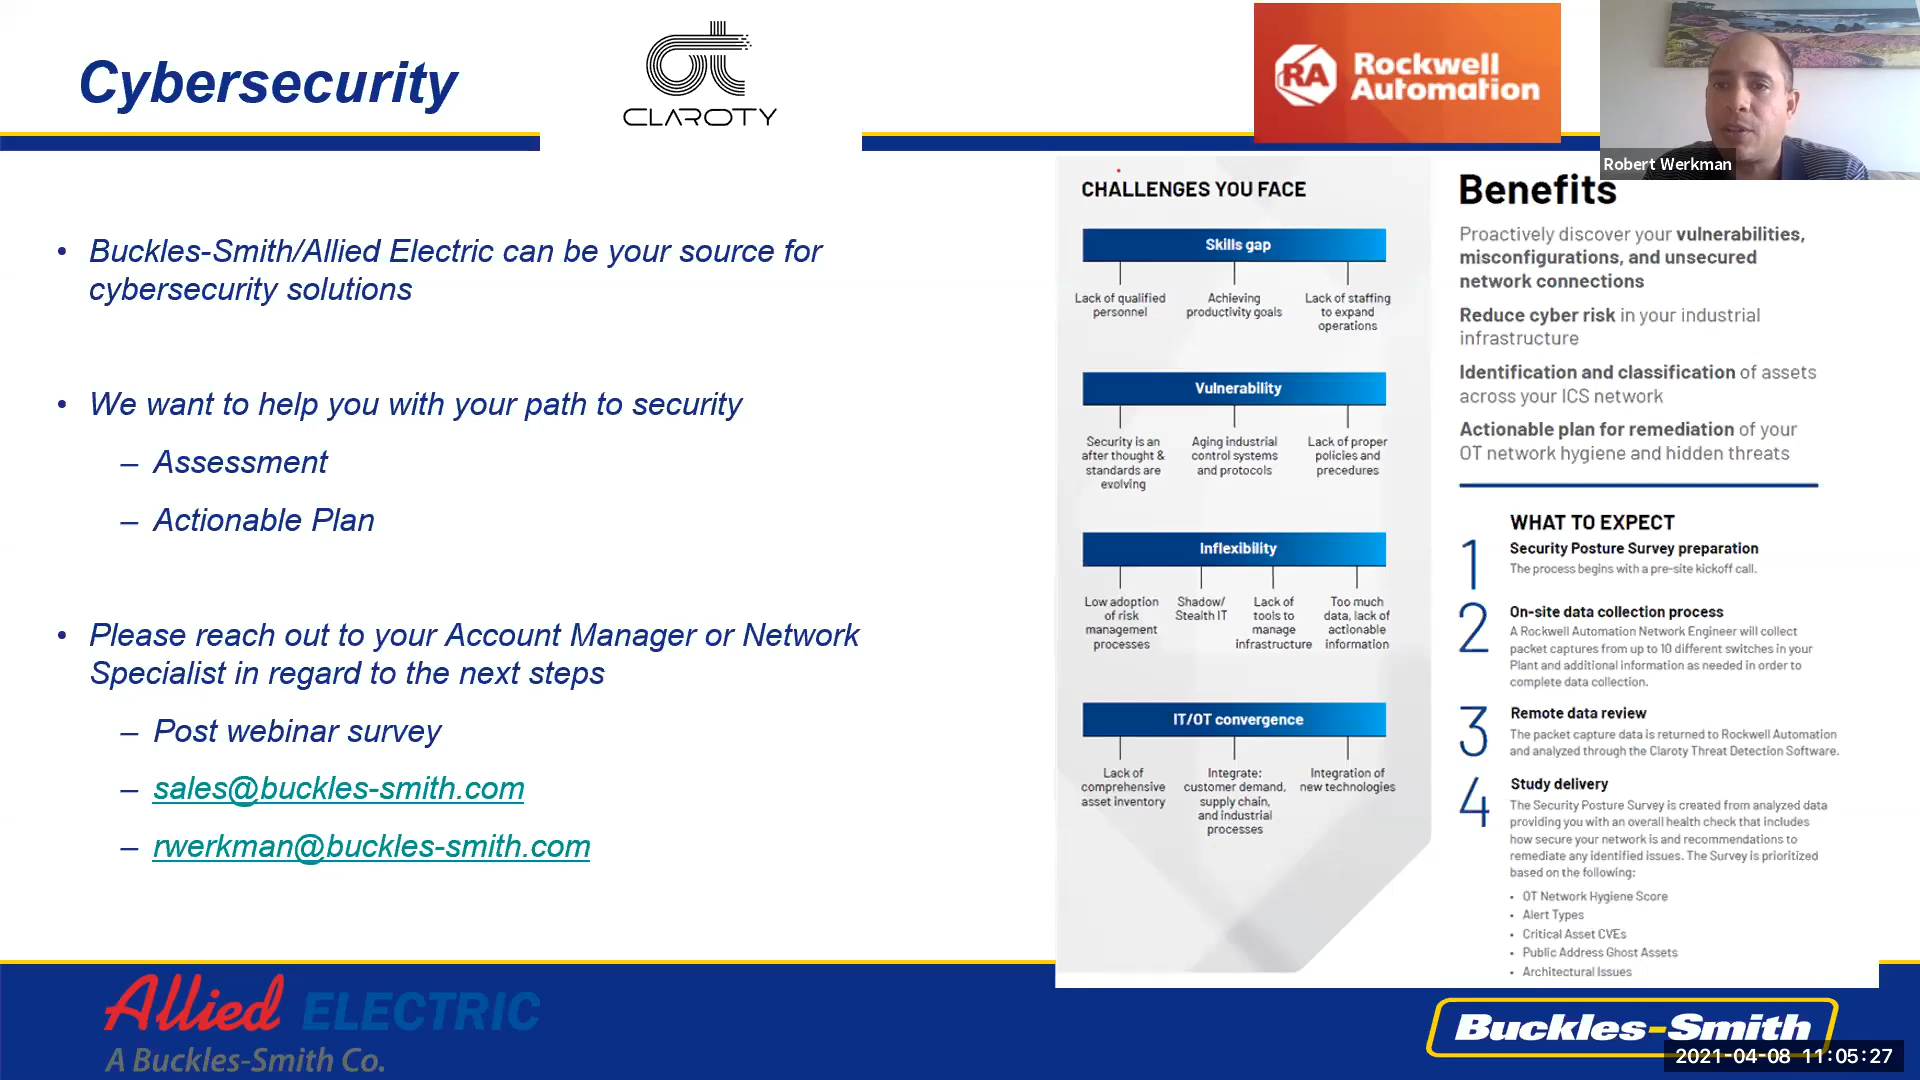 Cybersecurity
CLAROTY
RA
Rockwell
Automation
Robert Werkman
• Buckles-Smith/Allied Electric can be your source for
cybersecurity solutions
• We want to help you with your path to security
– Assessment
– Actionable Plan
• Please reach out to your Account Manager or Network
Specialist in regard to the next steps
– Post webinar survey
– sales@buckles-smith.com
– rwerkman@buckles-smith.com
CHALLENGES YOU FACE
Skills gap
Lack of qualified
personnel
Achieving
productivity goals
Lack of staffing
to expand
operations
Vulnerability
Security is an
after thought &
standards are
evolving
Aging industrial
control systems
and protocols
Lack of proper
policies and
precedures
Inflexibility
Low adoption
of risk
management
processes
Shadow/
Stealth IT
Lack of
tools to
manage
infrastructure
Too much
data, lack of
actionable
information
IT/OT convergence
Lack of
comprehensive
asset inventory
Integrate:
customer demand,
supply chain,
and industrial
processes
Integration of
new technologies
Benefits
Proactively discover your vulnerabilities,
misconfigurations, and unsecured
network connections
Reduce cyber risk in your industrial
infrastructure
Identification and classification of assets
across your ICS network
Actionable plan for remediation of your
OT network hygiene and hidden threats
WHAT TO EXPECT
1
Security Posture Survey preparation
The process begins with a pre-site kickoff call.
2
On-site data collection process
A Rockwell Automation Network Engineer will collect
packet captures from up to 10 different switches in your
Plant and additional information as needed in order to
complete data collection.
3
Remote data review
The packet capture data is returned to Rockwell Automation
and analyzed through the Claroty Threat Detection Software.
4
Study delivery
The Security Posture Survey is created from analyzed data
providing you with an overall health check that includes
how secure your network is and recommendations to
remediate any identified issues. The Survey is prioritized
based on the following:
• OT Network Hygiene Score
• Alert Types
• Critical Asset CVEs
• Public Address Ghost Assets
• Architectural Issues
Allied ELECTRIC
A Buckles-Smith Co.
Buckles-Smith
2021-04-08 11:05:27